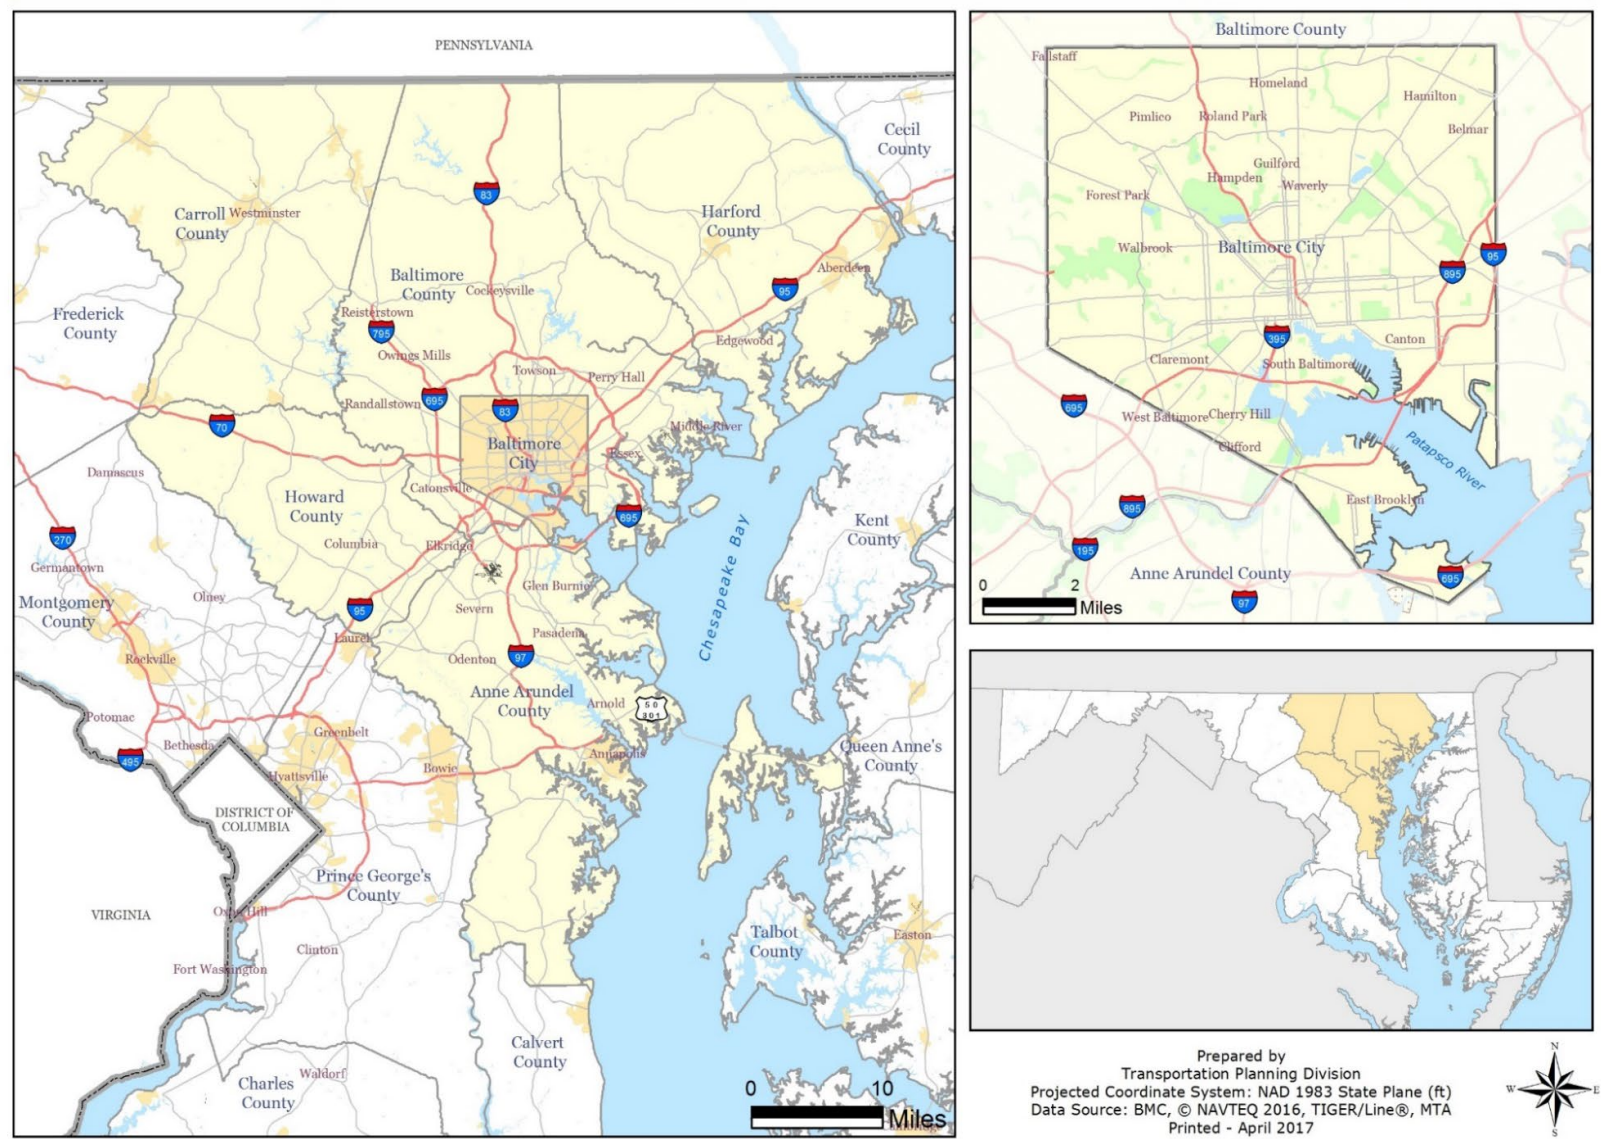 PENNSYLVANIA
Cecil
County
Carroll
County
Westminster
83
Harford
County
Baltimore
County
Cockeysville
Aberdeen
95
Frederick
County
Reisterstown
795
Owings Mills
Edgewood
Towson
Perry Hall
Randallstown
695
83
70
Baltimore
City
Middle River
Essex
Damascus
Catonsville
Howard
County
695
Kent
County
Chesapeake Bay
270
Columbia
Elkridge
Germantown
Glen Burnie
Olney
Montgomery
County
95
Severn
Laurel
Pasadena
Rockville
Odenton
97
Anne Arundel
County
Arnold
50
301
Potomac
Bethesda
Greenbelt
Annapolis
Queen Anne's
County
495
Hyattsville
Bowie
DISTRICT OF
COLUMBIA
Prince George's
County
VIRGINIA
Oxon Hill
Talbot
County
Easton
Clinton
Fort Washington
Calvert
County
Waldorf
Charles
County
0 10
Miles
Baltimore County
Fallstaff
Homeland
Hamilton
Pimlico
Roland Park
Belmar
Guilford
Hampden
Waverly
Forest Park
Walbrook
Baltimore City
95
895
395
Canton
Claremont
South Baltimore
695
West Baltimore
Cherry Hill
Clifford
Patapsco River
East Brooklyn
895
195
Anne Arundel County
695
97
0 2
Miles
Prepared by
Transportation Planning Division
Projected Coordinate System: NAD 1983 State Plane (ft)
Data Source: BMC, © NAVTEQ 2016, TIGER/Line®, MTA
Printed - April 2017
N
W E
S